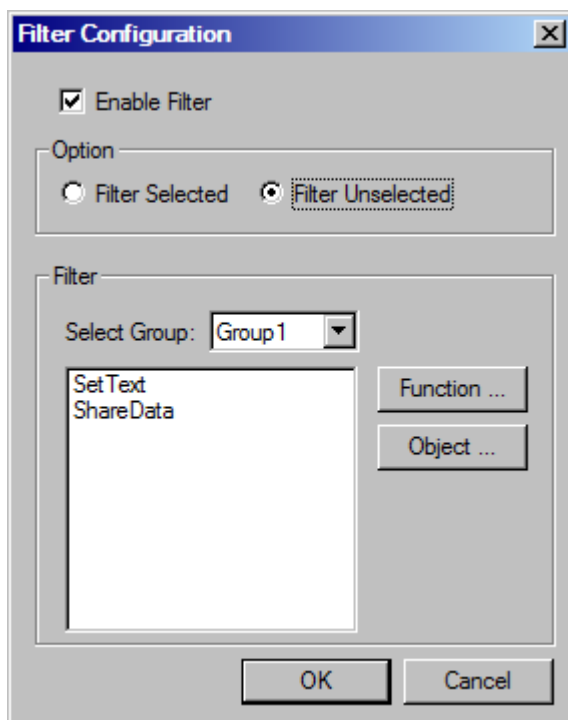 Filter Configuration
Enable Filter
Option
Filter Selected Filter Unselected
Filter
Select Group: Group1
SetText
ShareData
Function ...
Object ...
OK Cancel